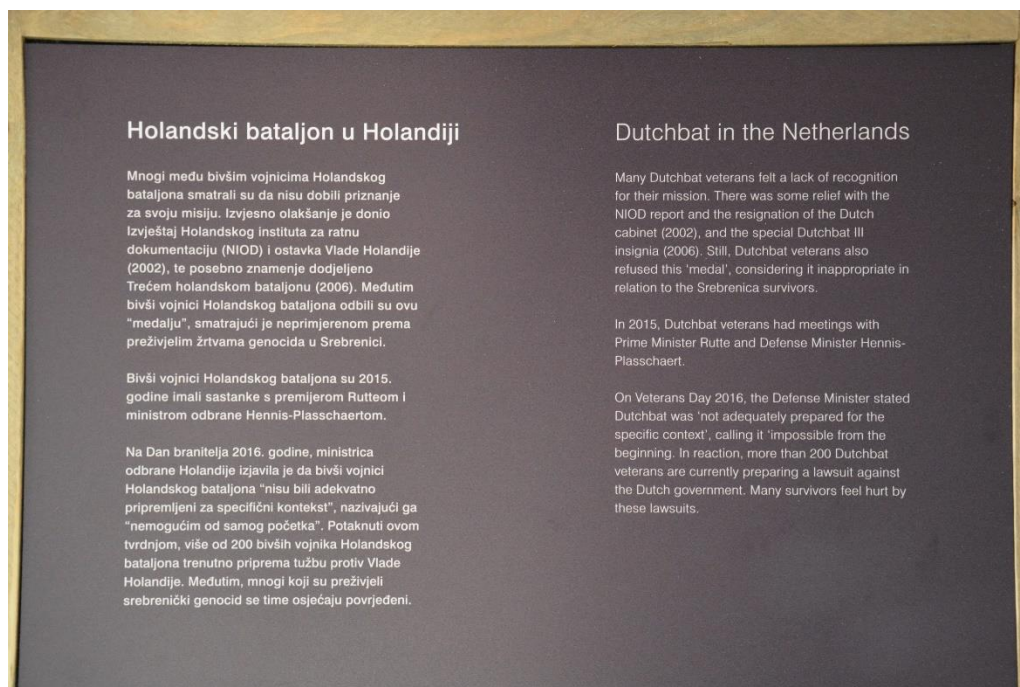 Holandski bataljon u Holandiji
Mnogi među bivšim vojnicima Holandskog
bataljona smatrali su da nisu dobili priznanje
za svoju misiju. Izvjesno olakšanje je donio
Izvještaj Holandskog instituta za ratnu
dokumentaciju (NIOD) i ostavka Vlade Holandije
(2002), te posebno znamenje dodjeljeno
Trećem holandskom bataljonu (2006). Međutim
bivši vojnici Holandskog bataljona odbili su ovu
“medalju”, smatrajući je neprimjerenom prema
preživjelim žrtvama genocida u Srebrenici.
Bivši vojnici Holandskog bataljona su 2015.
godine imali sastanke s premijerom Rutteom i
ministrom odbrane Hennis-Plasschaertom.
Na Dan branitelja 2016. godine, ministrica
odbrane Holandije izjavila je da bivši vojnici
Holandskog bataljona “nisu bili adekvatno
pripremljeni za specifični kontekst”, nazivajući ga
“nemogućim od samog početka”. Potaknuti ovom
tvrdnjom, više od 200 bivših vojnika Holandskog
bataljona trenutno priprema tužbu protiv Vlade
Holandije. Međutim, mnogi koji su preživjeli
srebrenički genocid se time osjećaju povrjeđeni.
Dutchbat in the Netherlands
Many Dutchbat veterans felt a lack of recognition
for their mission. There was some relief with the
NIOD report and the resignation of the Dutch
cabinet (2002), and the special Dutchbat III
insignia (2006). Still, Dutchbat veterans also
refused this ‘medal’, considering it inappropriate in
relation to the Srebrenica survivors.
In 2015, Dutchbat veterans had meetings with
Prime Minister Rutte and Defense Minister Hennis-
Plasschaert.
On Veterans Day 2016, the Defense Minister stated
Dutchbat was ‘not adequately prepared for the
specific context’, calling it ‘impossible from the
beginning. In reaction, more than 200 Dutchbat
veterans are currently preparing a lawsuit against
the Dutch government. Many survivors feel hurt by
these lawsuits.